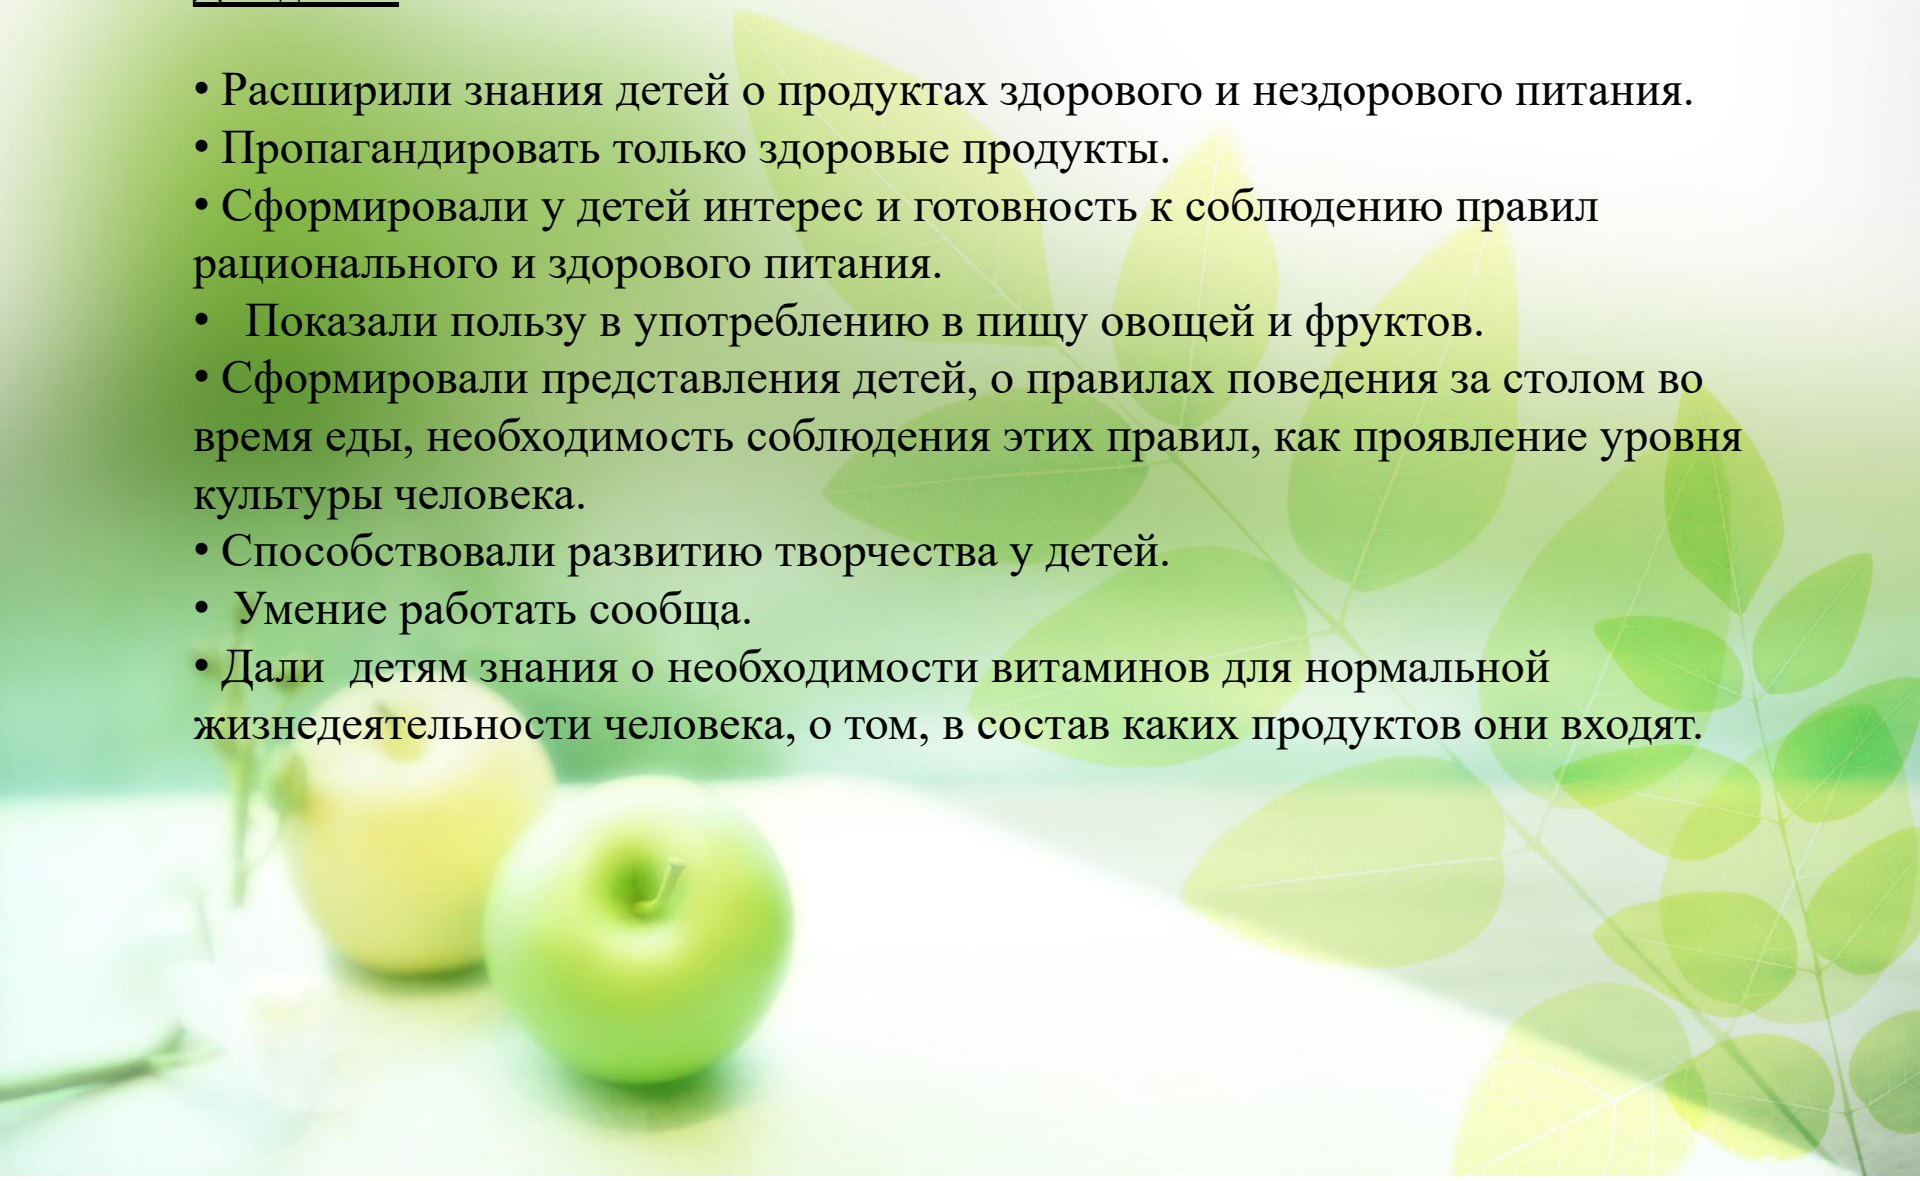 • Расширили знания детей о продуктах здорового и нездорового питания.
• Пропагандировать только здоровые продукты.
• Сформировали у детей интерес и готовность к соблюдению правил
рационального и здорового питания.
•   Показали пользу в употреблению в пищу овощей и фруктов.
• Сформировали представления детей, о правилах поведения за столом во
время еды, необходимость соблюдения этих правил, как проявление уровня
культуры человека.
• Способствовали развитию творчества у детей.
•  Умение работать сообща.
• Дали  детям знания о необходимости витаминов для нормальной
жизнедеятельности человека, о том, в состав каких продуктов они входят.